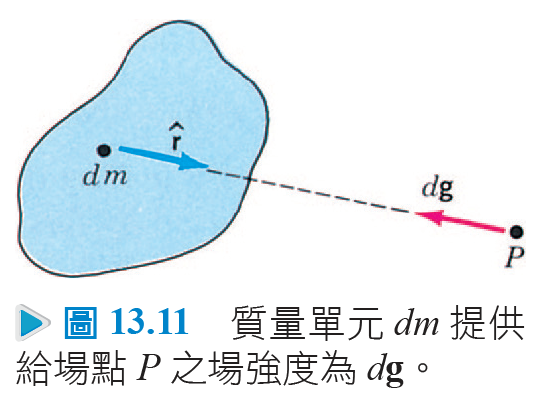 r̂
dm
dg
P
圖 13.11 質量單元 dm 提供
給場點 P 之場強度為 dg。